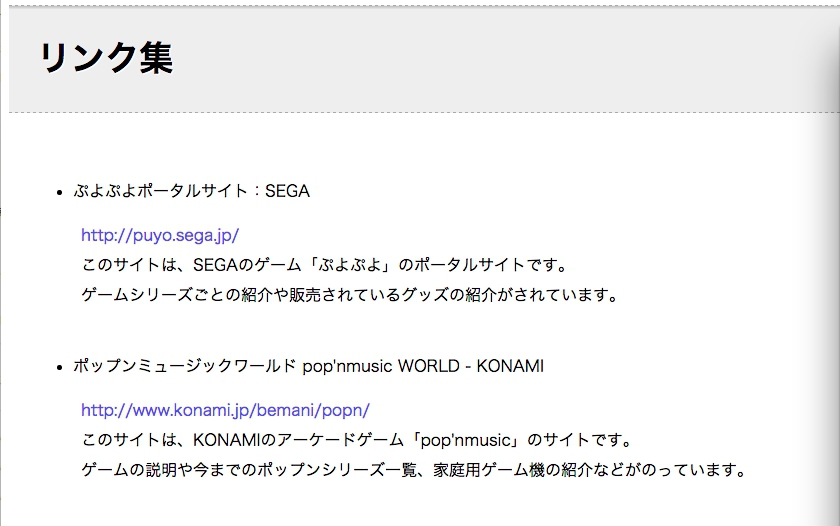 リンク集
• ぷよぷよポータルサイト：SEGA
http://puyo.sega.jp/
このサイトは、SEGAのゲーム「ぷよぷよ」のポータルサイトです。
ゲームシリーズごとの紹介や販売されているグッズの紹介がされています。
• ポップンミュージックワールド pop'nmusic WORLD - KONAMI
http://www.konami.jp/bemani/popn/
このサイトは、KONAMIのアーケードゲーム「pop'nmusic」のサイトです。
ゲームの説明や今までのポップンシリーズ一覧、家庭用ゲーム機の紹介などがのっています。